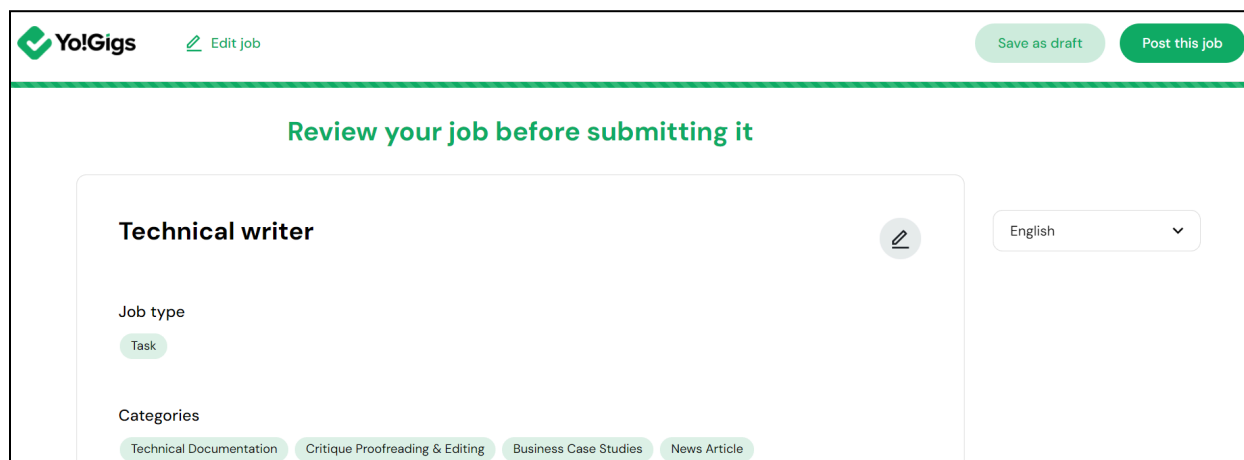 Yo!Gigs Edit job Save as draft Post this job
Review your job before submitting it
Technical writer
English
Job type
Task
Categories
Technical Documentation Critique Proofreading & Editing Business Case Studies News Article